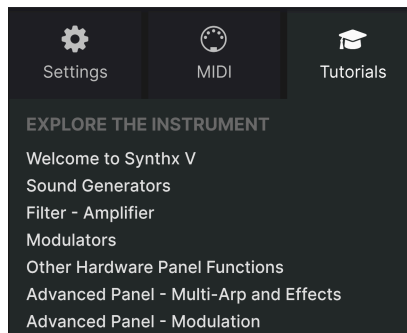 Settings
MIDI
Tutorials
EXPLORE THE INSTRUMENT
Welcome to Synthx V
Sound Generators
Filter - Amplifier
Modulators
Other Hardware Panel Functions
Advanced Panel - Multi-Arp and Effects
Advanced Panel - Modulation